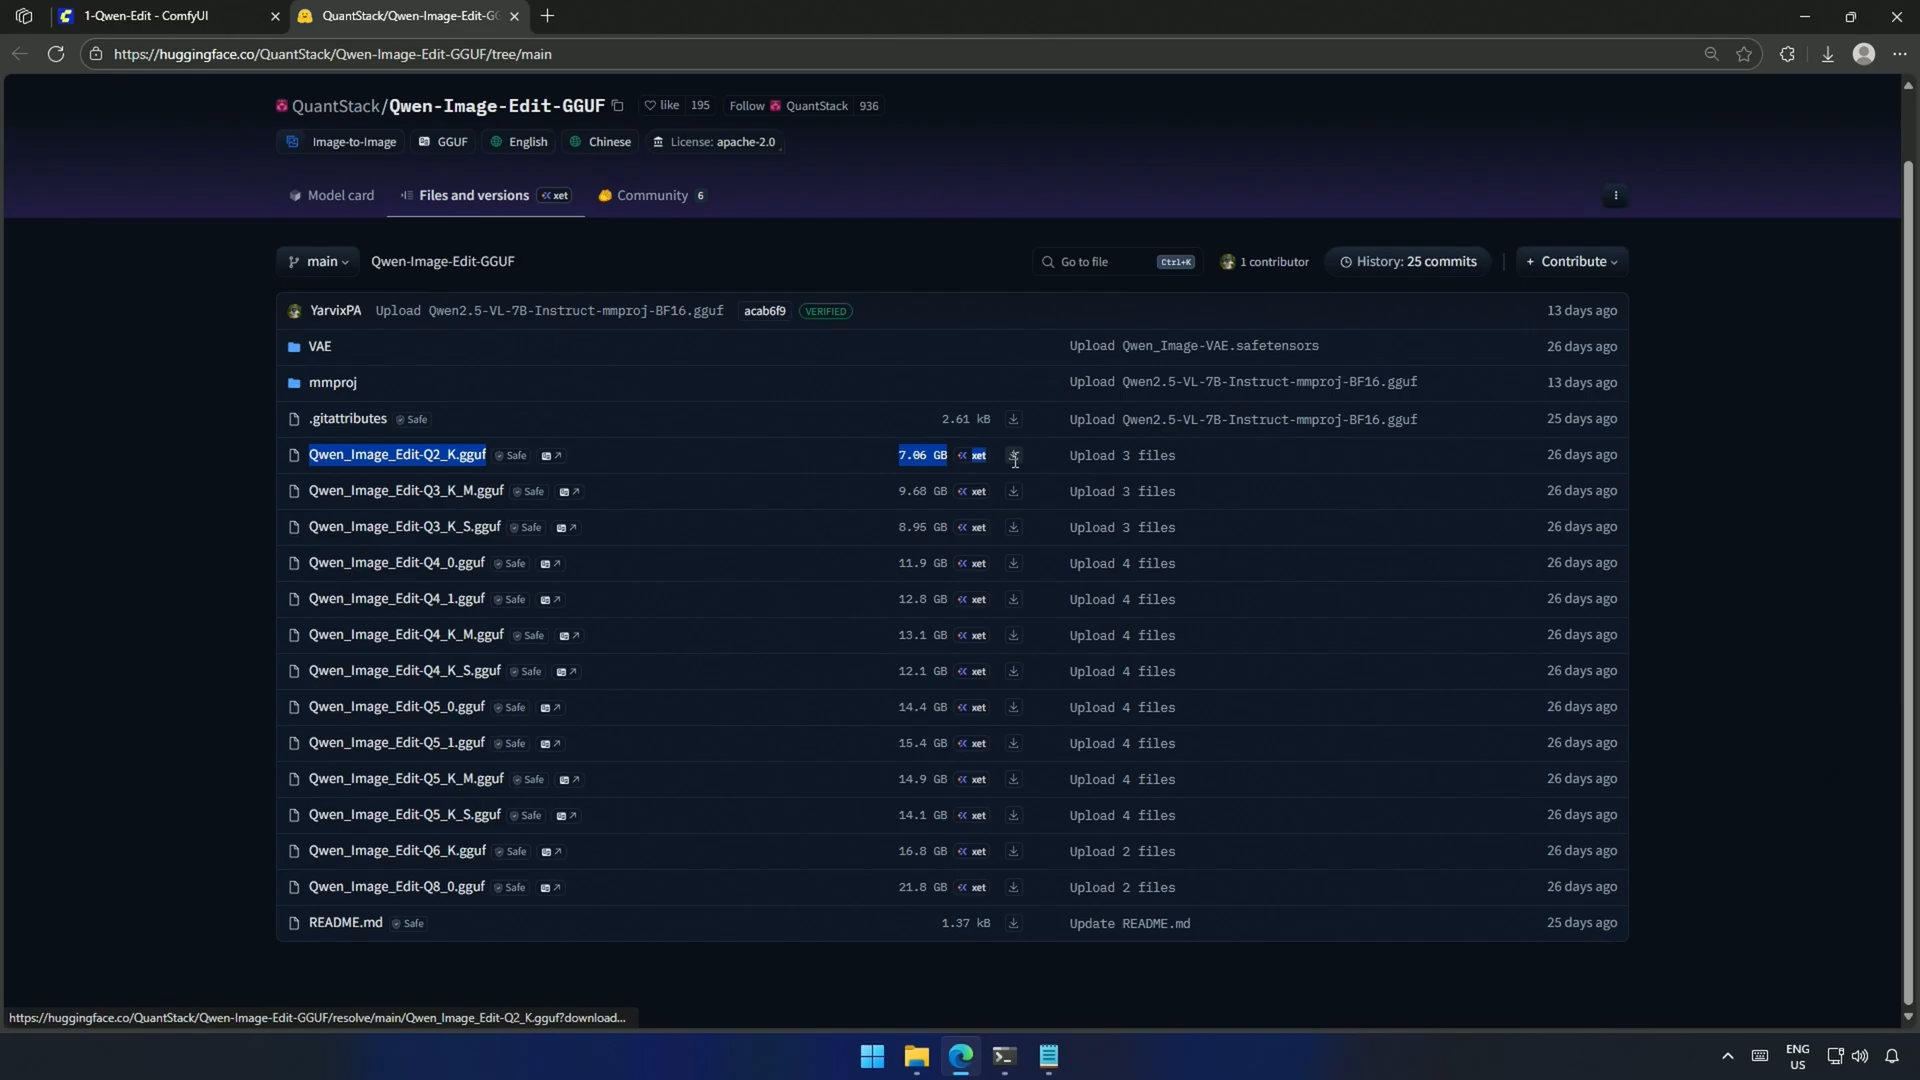 1-Qwen-Edit - ComfyUI
QuantStack/Qwen-Image-Edit-GG
https://huggingface.co/QuantStack/Qwen-Image-Edit-GGUF/tree/main
QuantStack/Qwen-Image-Edit-GGUF like 195 Follow QuantStack 936
Image-to-Image GGUF English Chinese License: apache-2.0
Model card Files and versions xet Community 6
main Qwen-Image-Edit-GGUF Go to file Ctrl+K 1 contributor History: 25 commits + Contribute
YarvixPA Upload Qwen2.5-VL-7B-Instruct-mmproj-BF16.gguf acab6f9 VERIFIED 13 days ago
VAE Upload Qwen_Image-VAE.safetensors 26 days ago
mmproj Upload Qwen2.5-VL-7B-Instruct-mmproj-BF16.gguf 13 days ago
.gitattributes Safe 2.61 kB Upload Qwen2.5-VL-7B-Instruct-mmproj-BF16.gguf 25 days ago
Qwen_Image_Edit-Q2_K.gguf Safe 7.06 GB xet Upload 3 files 26 days ago
Qwen_Image_Edit-Q3_K_M.gguf Safe 9.68 GB xet Upload 3 files 26 days ago
Qwen_Image_Edit-Q3_K_S.gguf Safe 8.95 GB xet Upload 3 files 26 days ago
Qwen_Image_Edit-Q4_0.gguf Safe 11.9 GB xet Upload 4 files 26 days ago
Qwen_Image_Edit-Q4_1.gguf Safe 12.8 GB xet Upload 4 files 26 days ago
Qwen_Image_Edit-Q4_K_M.gguf Safe 13.1 GB xet Upload 4 files 26 days ago
Qwen_Image_Edit-Q4_K_S.gguf Safe 12.1 GB xet Upload 4 files 26 days ago
Qwen_Image_Edit-Q5_0.gguf Safe 14.4 GB xet Upload 4 files 26 days ago
Qwen_Image_Edit-Q5_1.gguf Safe 15.4 GB xet Upload 4 files 26 days ago
Qwen_Image_Edit-Q5_K_M.gguf Safe 14.9 GB xet Upload 4 files 26 days ago
Qwen_Image_Edit-Q5_K_S.gguf Safe 14.1 GB xet Upload 4 files 26 days ago
Qwen_Image_Edit-Q6_K.gguf Safe 16.8 GB xet Upload 2 files 26 days ago
Qwen_Image_Edit-Q8_0.gguf Safe 21.8 GB xet Upload 2 files 26 days ago
README.md Safe 1.37 kB Update README.md 25 days ago
https://huggingface.co/QuantStack/Qwen-Image-Edit-GGUF/resolve/main/Qwen_Image_Edit-Q2_K.gguf?download...
ENG
US